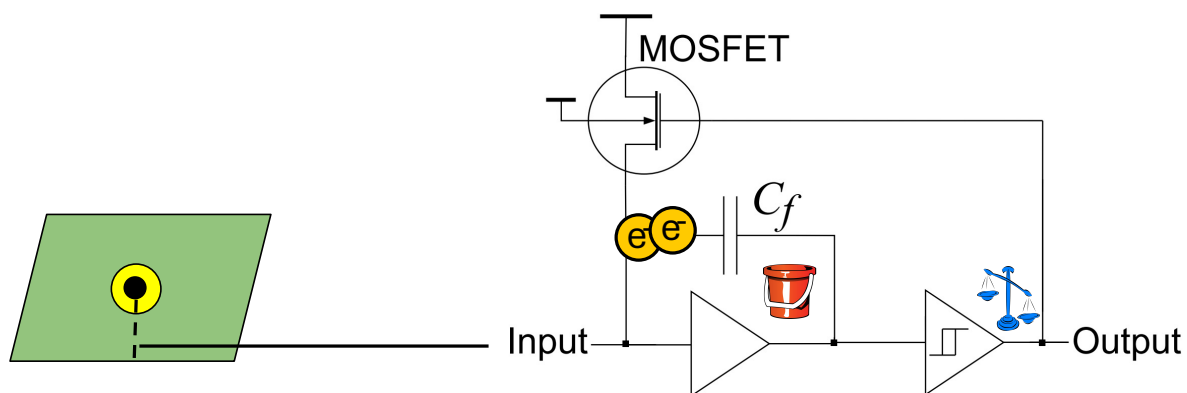 MOSFET
C_f
e⁻ e⁻
Input
Output